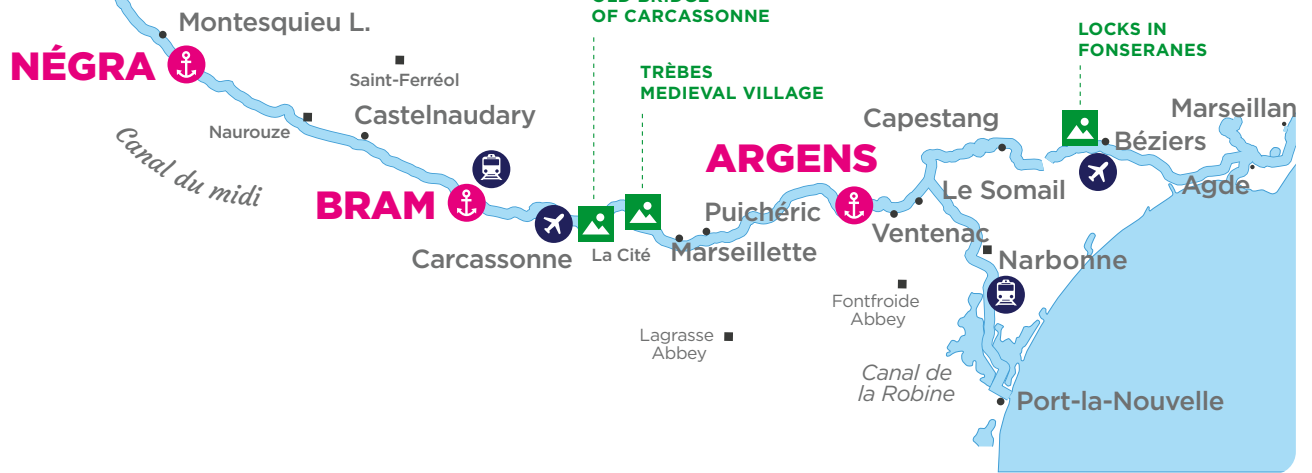 OF CARCASSONNE
Montesquieu L.
LOCKS IN
FONSERANES
NÉGRA
TRÈBES
MEDIEVAL VILLAGE
Saint-Ferréol
Marseillan
Castelnaudary
Capestang
Naurouze
Béziers
Canal du midi
ARGENS
Le Somail
Agde
BRAM
Puichéric
Ventenac
Carcassonne
La Cité
Marseillette
Narbonne
Fontfroide
Abbey
Lagrasse
Abbey
Canal de
la Robine
Port-la-Nouvelle